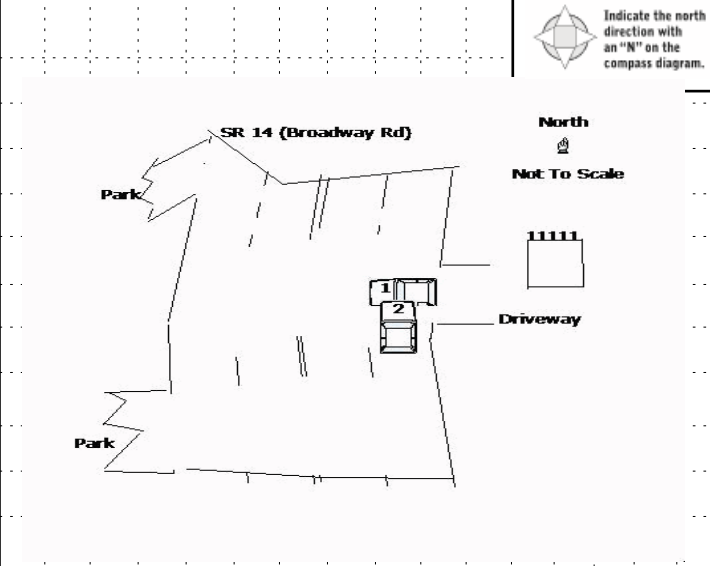 Indicate the north
direction with
an "N" on the
compass diagram.
SR 14 (Broadway Rd)
North
Not To Scale
Park
11111
1
2
Driveway
Park